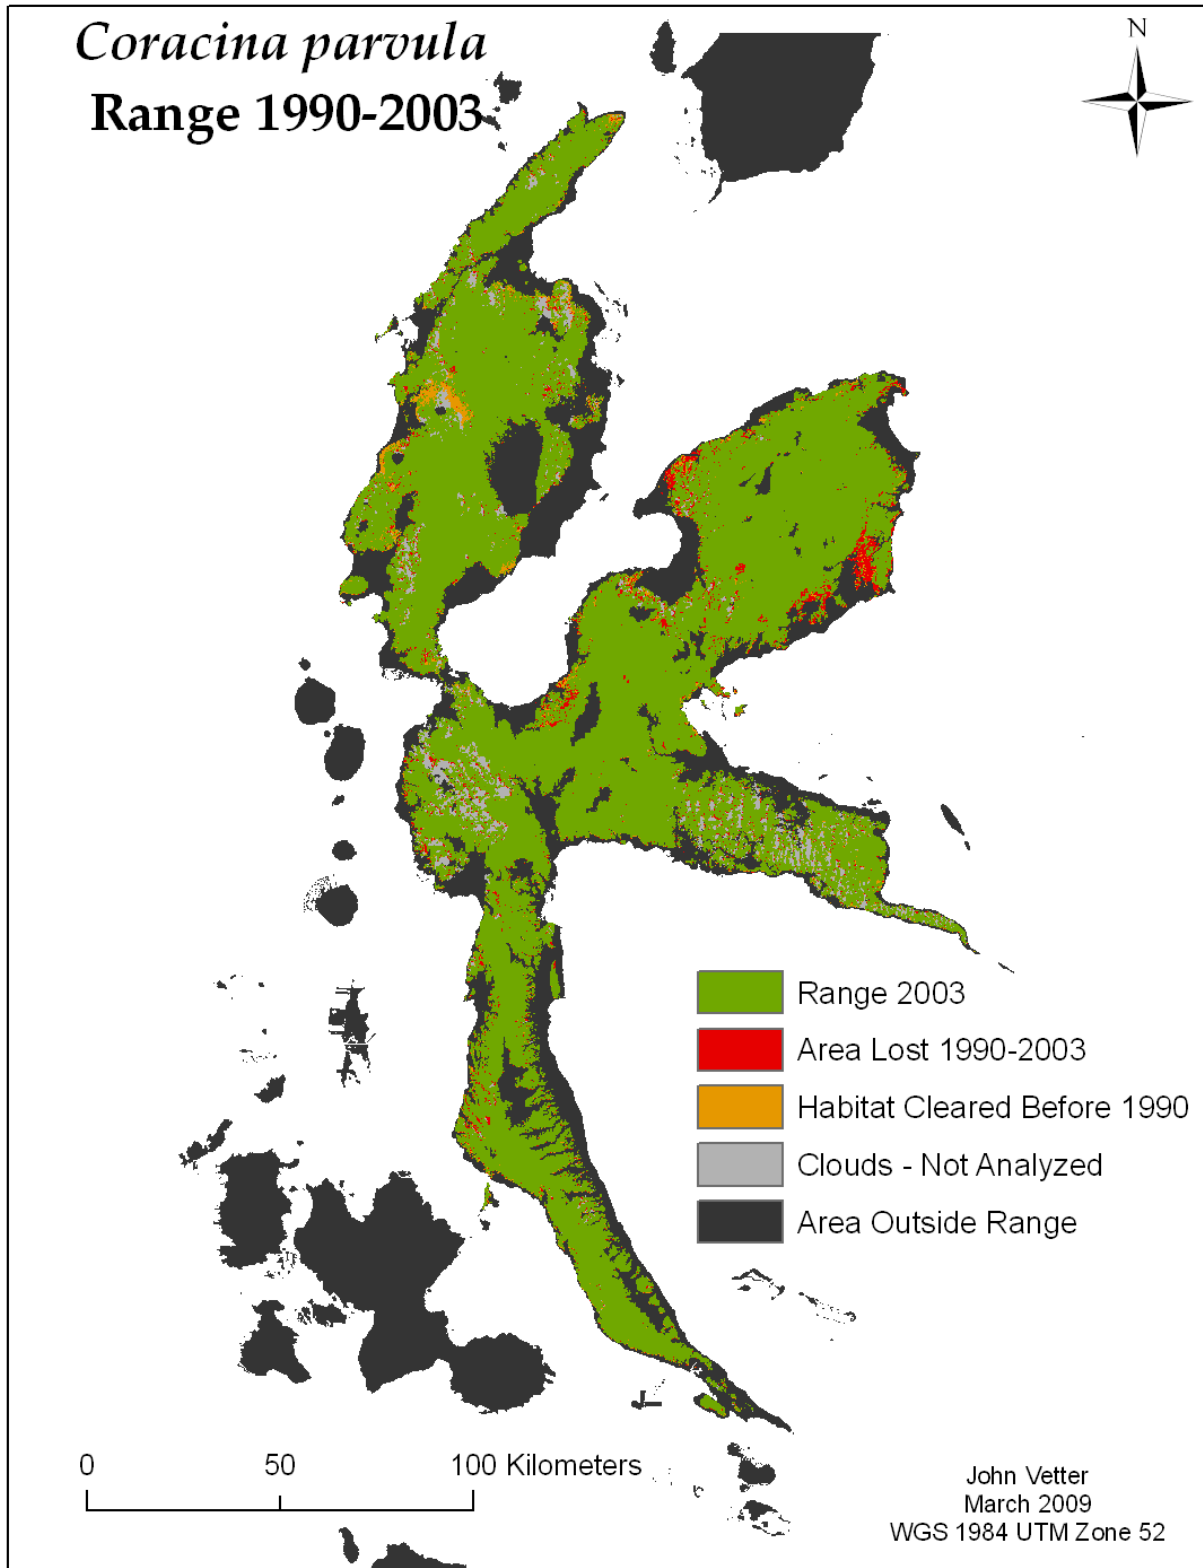 Coracina parvula
Range 1990-2003
N
Range 2003
Area Lost 1990-2003
Habitat Cleared Before 1990
Clouds - Not Analyzed
Area Outside Range
0 50 100 Kilometers
John Vetter
March 2009
WGS 1984 UTM Zone 52